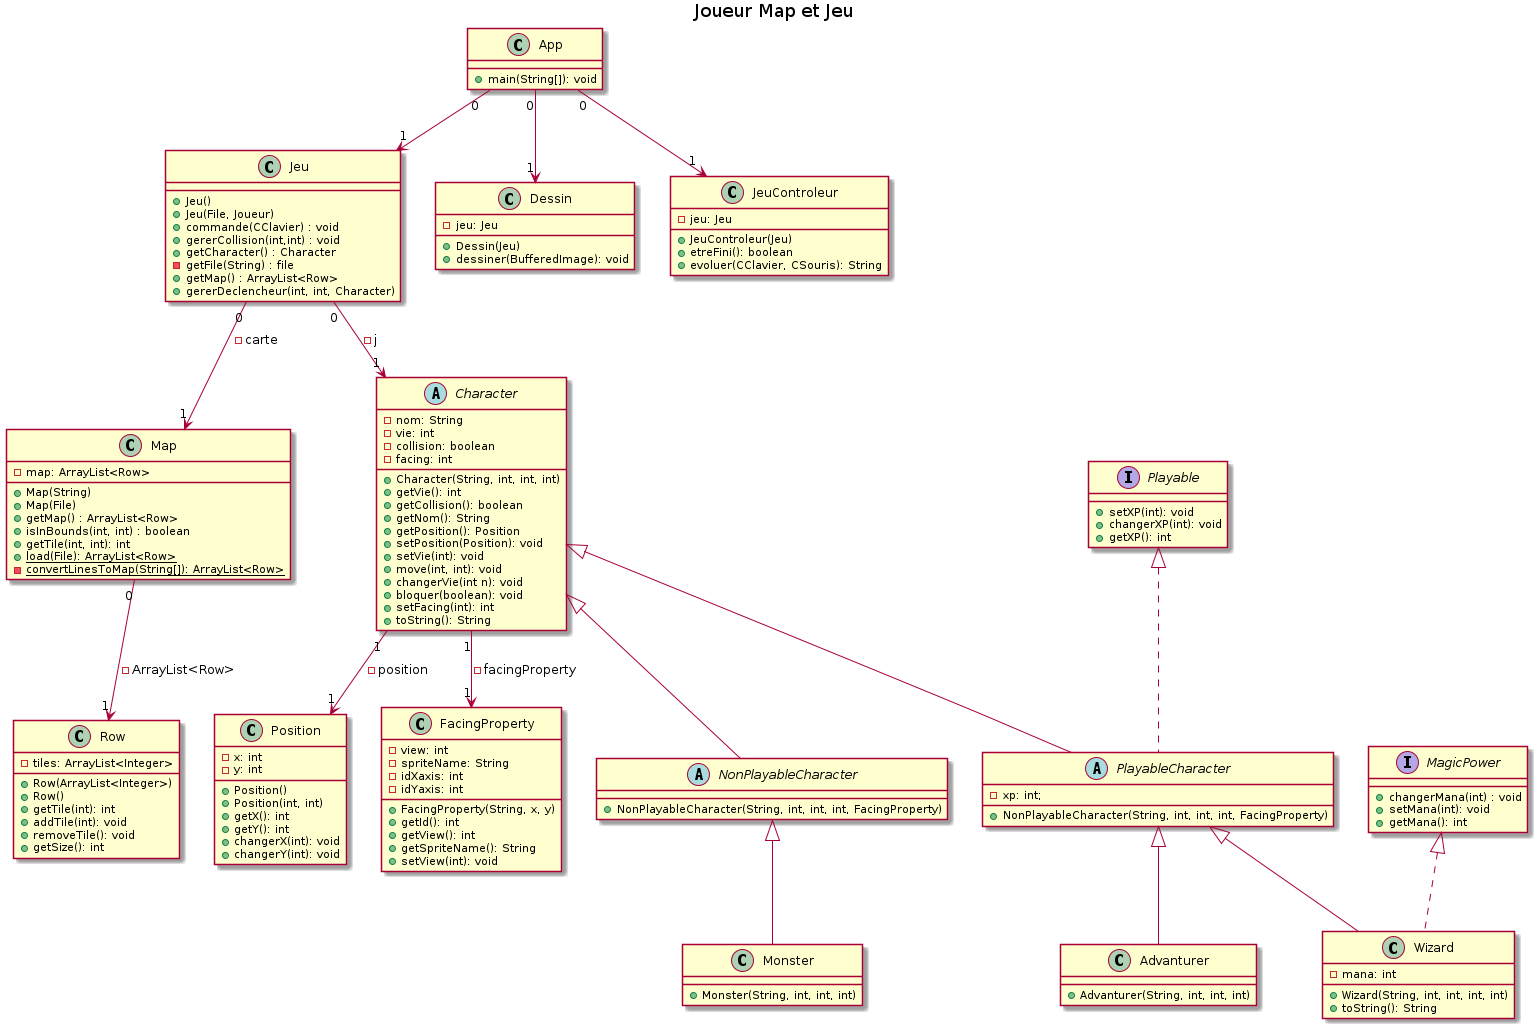 Joueur Map et Jeu
C App
main(String[]): void
0
0
0
1
1
1
C Jeu
Jeu()
Jeu(File, Joueur)
commande(CClavier) : void
gererCollision(int,int) : void
getCharacter() : Character
getFile(String) : file
getMap() : ArrayList<Row>
gererDeclencheur(int, int, Character)
C Dessin
jeu: Jeu
Dessin(Jeu)
dessiner(BufferedImage): void
C JeuControleur
jeu: Jeu
JeuControleur(Jeu)
etreFini(): boolean
evoluer(CClavier, CSouris): String
0
0
carte
j
1
1
C Map
map: ArrayList<Row>
Map(String)
Map(File)
getMap() : ArrayList<Row>
isInBounds(int, int) : boolean
getTile(int, int): int
load(File): ArrayList<Row>
convertLinesToMap(String[]): ArrayList<Row>
A Character
nom: String
vie: int
collision: boolean
facing: int
Character(String, int, int, int)
getVie(): int
getCollision(): boolean
getNom(): String
getPosition(): Position
setPosition(Position): void
setVie(int): void
move(int, int): void
changerVie(int n): void
bloquer(boolean): void
setFacing(int): int
toString(): String
I Playable
setXP(int): void
changerXP(int): void
getXP(): int
0
1
1
ArrayList<Row>
position
facingProperty
1
1
1
C Row
tiles: ArrayList<Integer>
Row(ArrayList<Integer>)
Row()
getTile(int): int
addTile(int): void
removeTile(): void
getSize(): int
C Position
x: int
y: int
Position()
Position(int, int)
getX(): int
getY(): int
changerX(int): void
changerY(int): void
C FacingProperty
view: int
spriteName: String
idXaxis: int
idYaxis: int
FacingProperty(String, x, y)
getId(): int
getView(): int
getSpriteName(): String
setView(int): void
A NonPlayableCharacter
NonPlayableCharacter(String, int, int, int, FacingProperty)
A PlayableCharacter
xp: int;
NonPlayableCharacter(String, int, int, int, FacingProperty)
I MagicPower
changerMana(int) : void
setMana(int): void
getMana(): int
C Monster
Monster(String, int, int, int)
C Advanturer
Advanturer(String, int, int, int)
C Wizard
mana: int
Wizard(String, int, int, int, int)
toString(): String